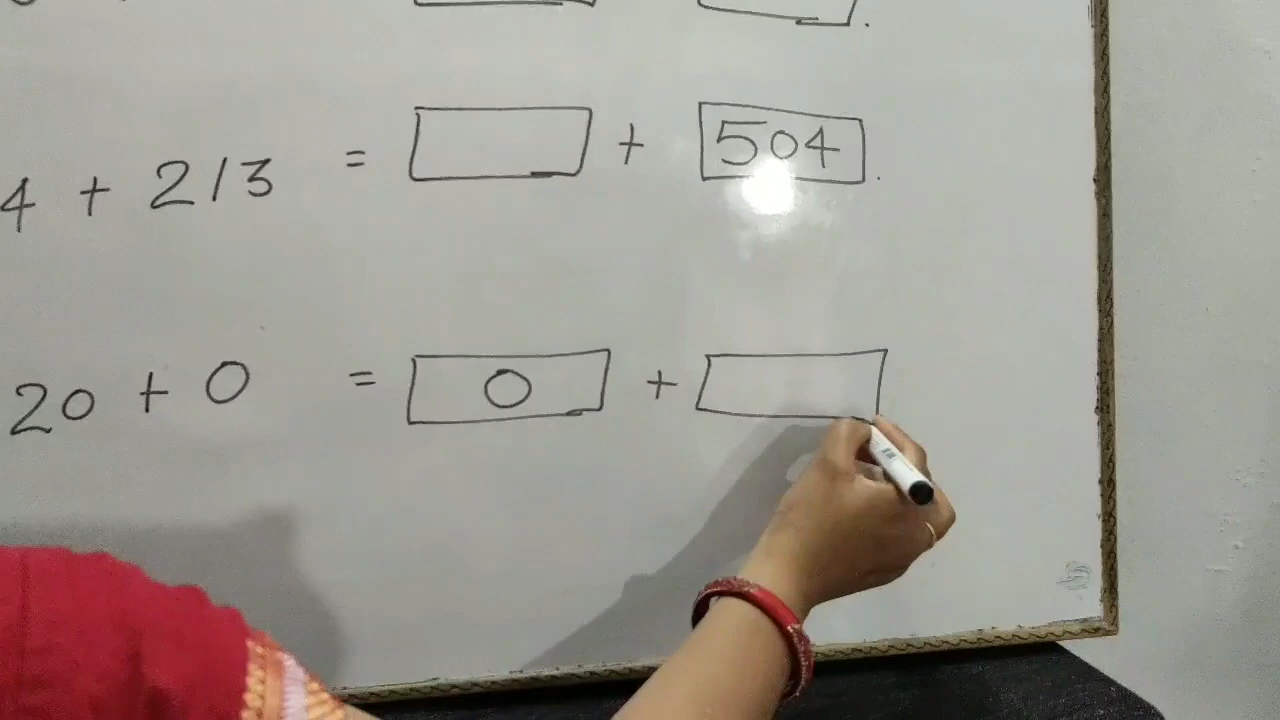 4 + 213 = + 504.
20 + 0 = 0 +